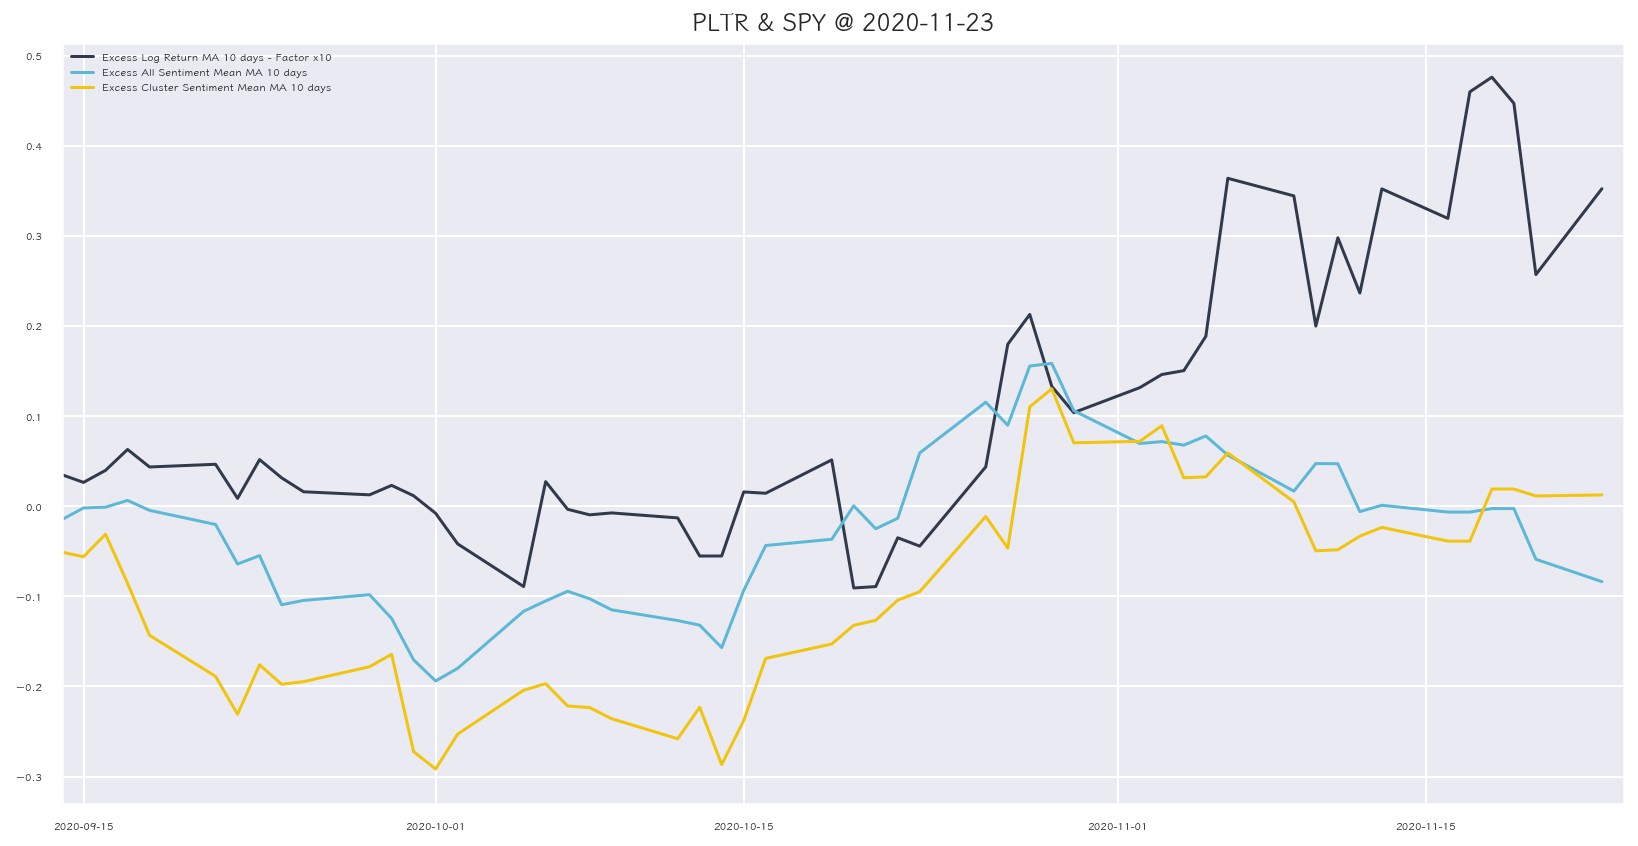 PLTR & SPY @ 2020-11-23
Excess Log Return MA 10 days - Factor x10
Excess All Sentiment Mean MA 10 days
Excess Cluster Sentiment Mean MA 10 days
0.5
0.4
0.3
0.2
0.1
0.0
−0.1
−0.2
−0.3
2020-09-15 2020-10-01 2020-10-15 2020-11-01 2020-11-15